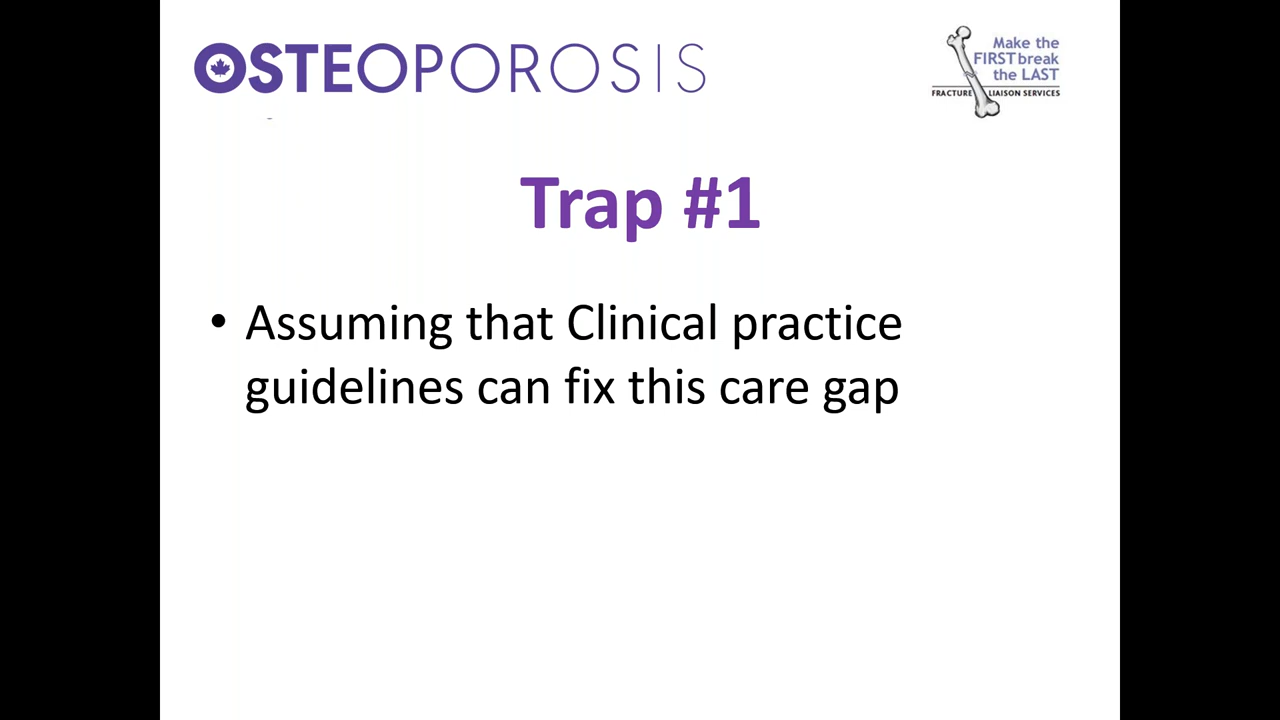 OSTEOPOROSIS
Make the
FIRST break
the LAST
FRACTURE LIAISON SERVICES
Trap #1
• Assuming that Clinical practice
guidelines can fix this care gap